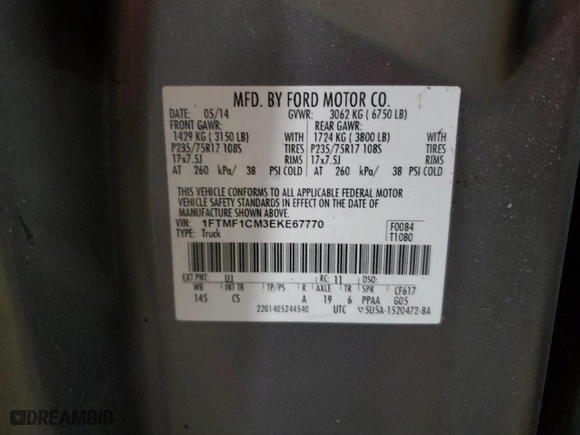 MFD. BY FORD MOTOR CO.
DATE: 05/14 GVWR: 3062 KG ( 6750 LB)
FRONT GAWR: REAR GAWR:
1429 KG ( 3150 LB) WITH 1724 KG ( 3800 LB) WITH
P235/75R17 108S TIRES P235/75R17 108S TIRES
17x7.5J RIMS 17x7.5J RIMS
AT 260 kPa/ 38 PSI COLD AT 260 kPa/ 38 PSI COLD
THIS VEHICLE CONFORMS TO ALL APPLICABLE FEDERAL MOTOR
VEHICLE SAFETY STANDARDS IN EFFECT ON THE DATE OF
MANUFACTURE SHOWN ABOVE.
VIN: 1FTMF1CM3EKE67770 F0084
TYPE: Truck T1080
EXT PNT: UJ RC: 11 DSO:
WB INT TR TP/PS R AXLE TR SPR CF617
145 CS A 19 6 PPAA G05
2201405244540 UTC ▽SUSA-1520472-BA
DREAMBID